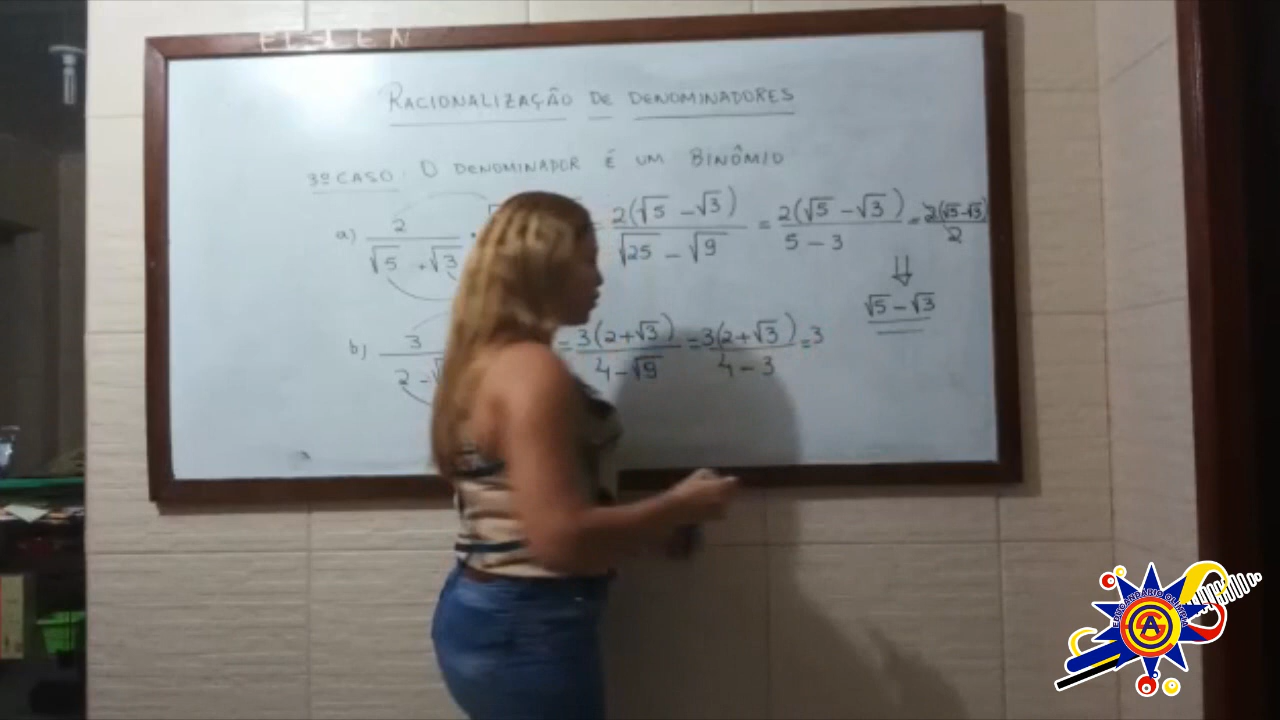 RACIONALIZAÇÃO DE DENOMINADORES
3º CASO: O DENOMINADOR É UM BINÔMIO
a) 2/(√5 + √3) · = 2(√5 - √3)/(√25 - √9) = 2(√5 - √3)/(5 - 3) = 2(√5-√3)/2
⇓
√5 - √3
b) 3/(2 - √ = 3(2+√3)/(4 - √9) = 3(2+√3)/(4 - 3) = 3